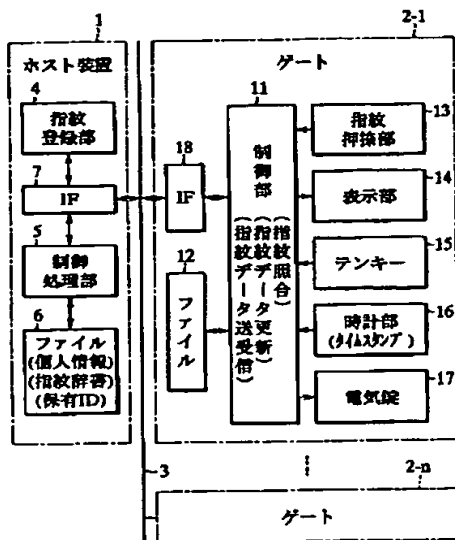 1
ホスト装置
4
指紋
登録部
7
IF
5
制御
処理部
6
ファイル
(個人情報)
(指紋辞書)
(保有ID)
3
2-1
ゲート
18
IF
12
ファイル
11
制御部
(指紋照合)
(指紋データ更新)
(指紋データ送受信)
13
指紋
押捺部
14
表示部
15
テンキー
16
時計部
(タイムスタンプ)
17
電気錠
2-n
ゲート